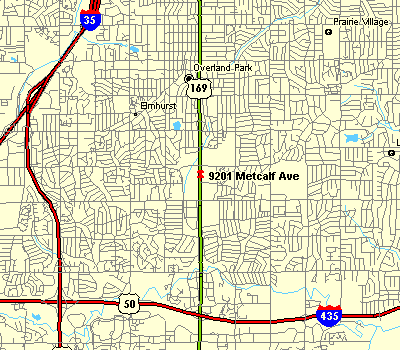 35
Prairie Village
Overland Park
169
Elmhurst
L
9201 Metcalf Ave
50
435